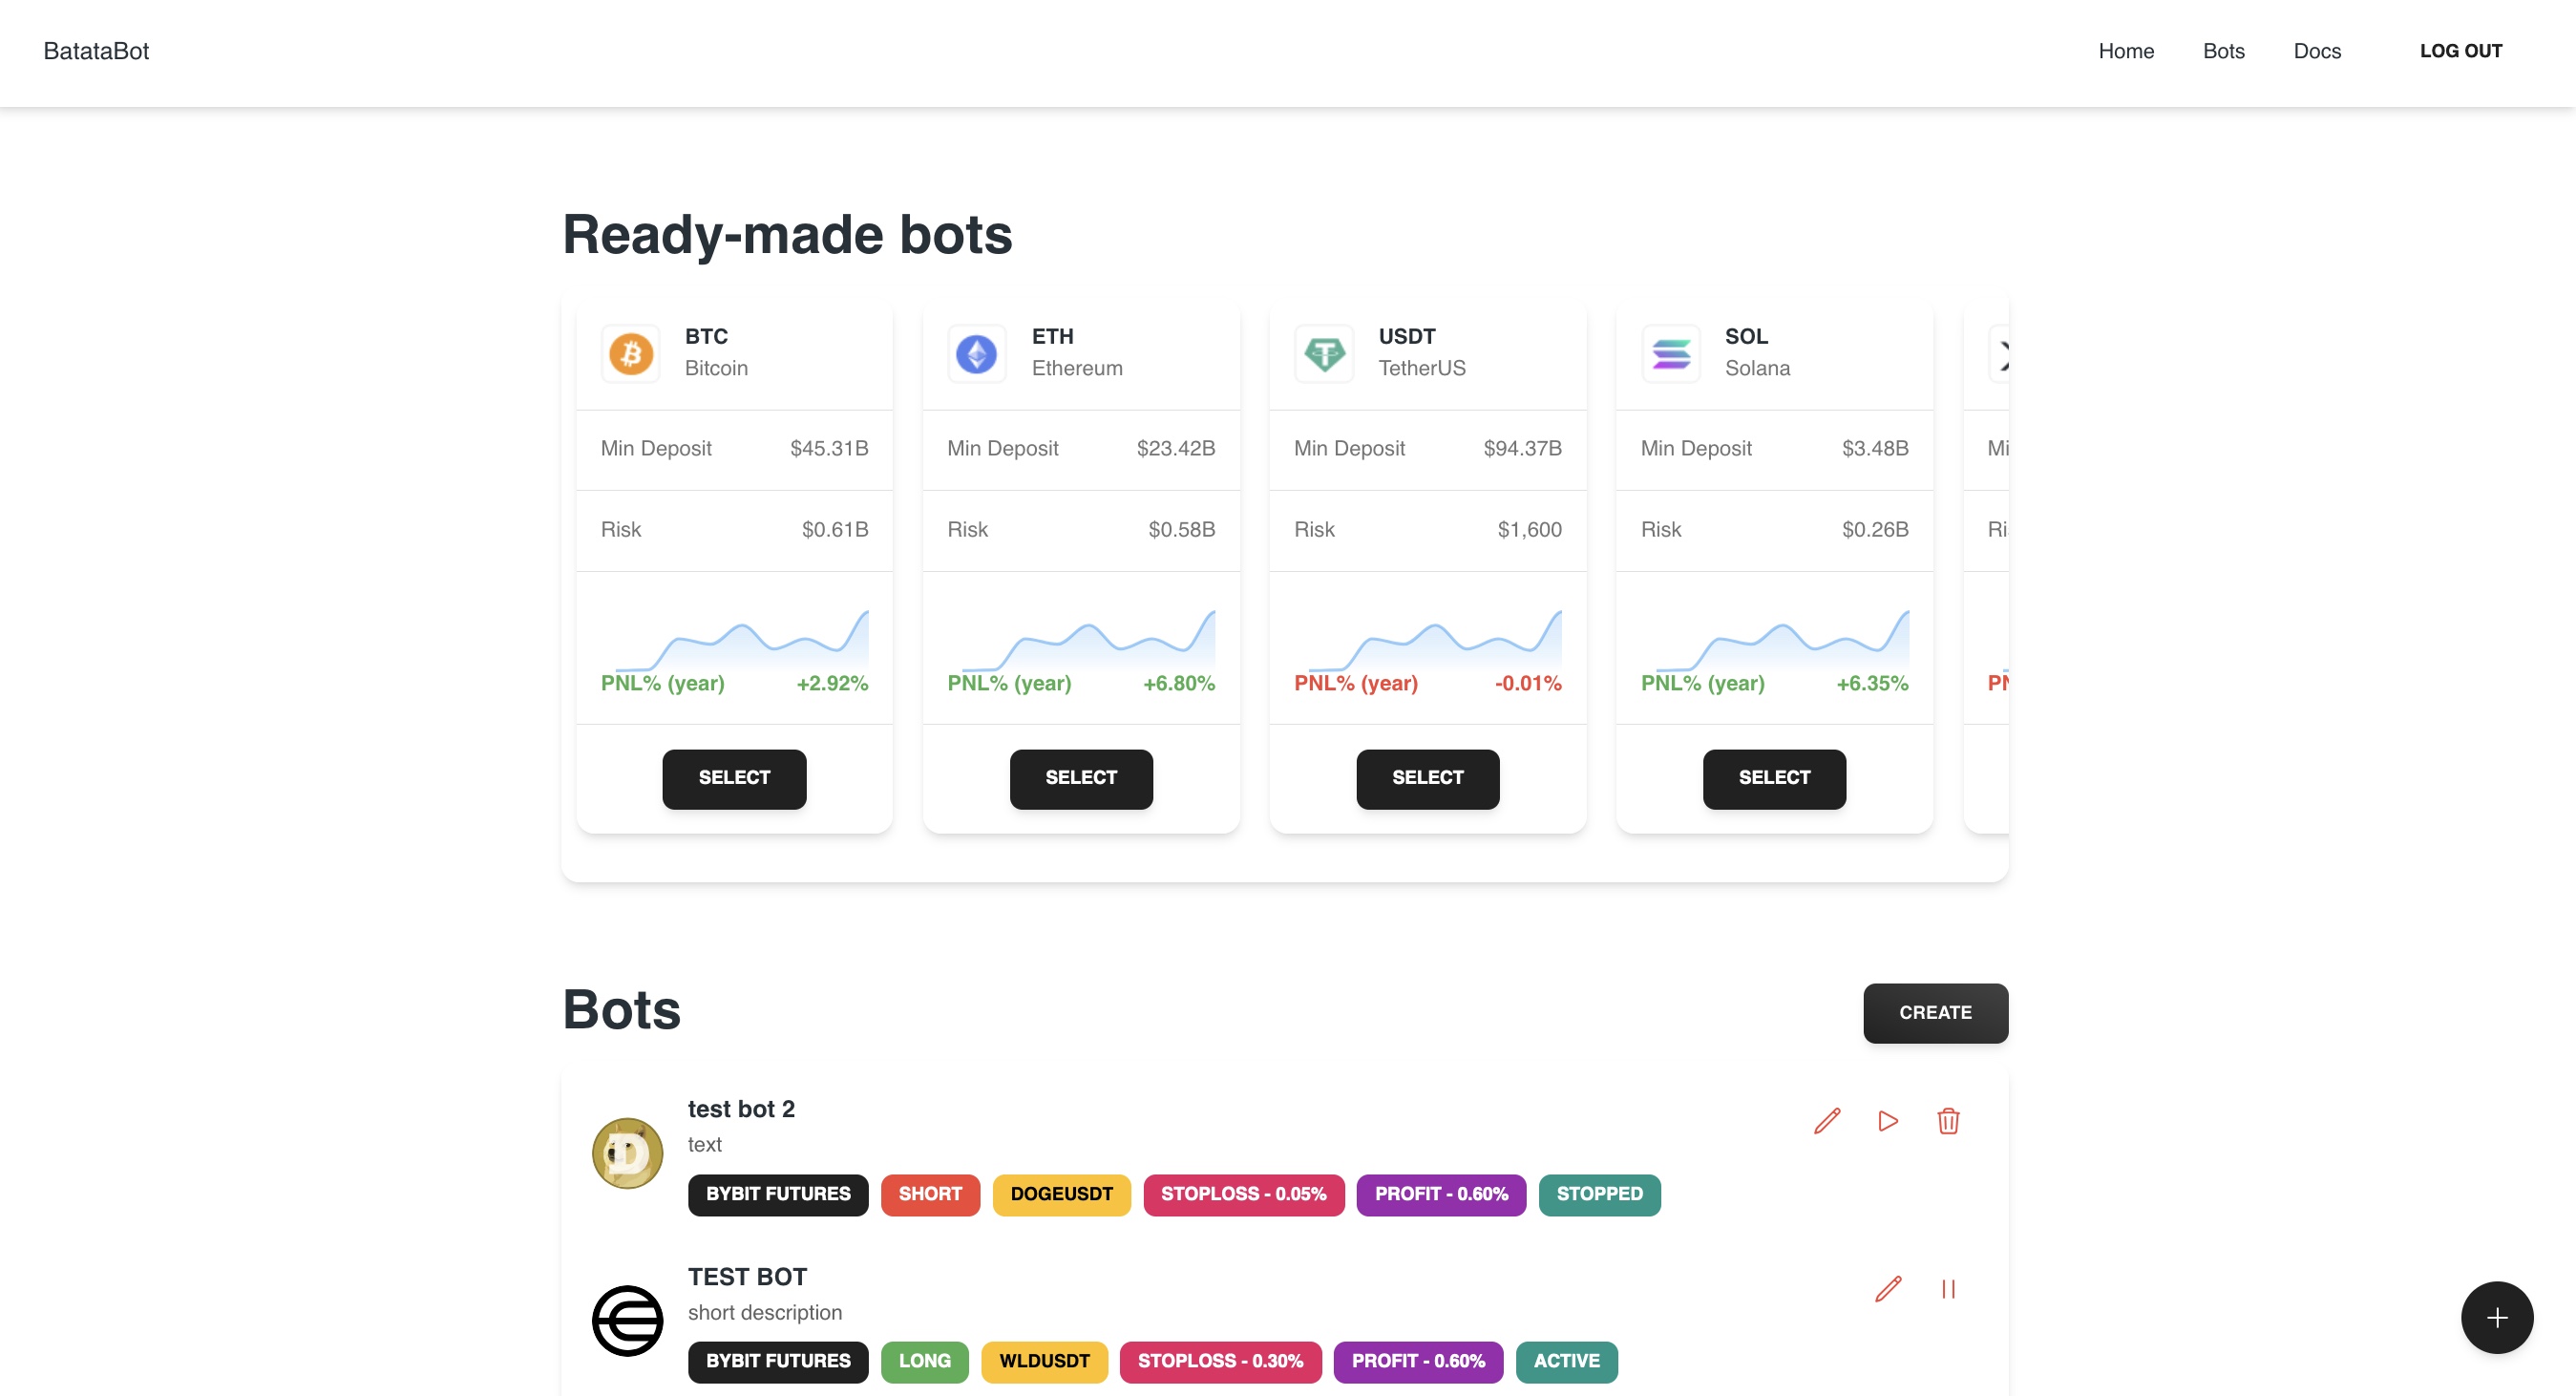 BatataBot
Home Bots Docs LOG OUT
Ready-made bots
BTC
Bitcoin
Min Deposit $45.31B
Risk $0.61B
PNL% (year) +2.92%
SELECT
ETH
Ethereum
Min Deposit $23.42B
Risk $0.58B
PNL% (year) +6.80%
SELECT
USDT
TetherUS
Min Deposit $94.37B
Risk $1,600
PNL% (year) -0.01%
SELECT
SOL
Solana
Min Deposit $3.48B
Risk $0.26B
PNL% (year) +6.35%
SELECT
Bots
CREATE
test bot 2
text
BYBIT FUTURES SHORT DOGEUSDT STOPLOSS - 0.05% PROFIT - 0.60% STOPPED
TEST BOT
short description
BYBIT FUTURES LONG WLDUSDT STOPLOSS - 0.30% PROFIT - 0.60% ACTIVE